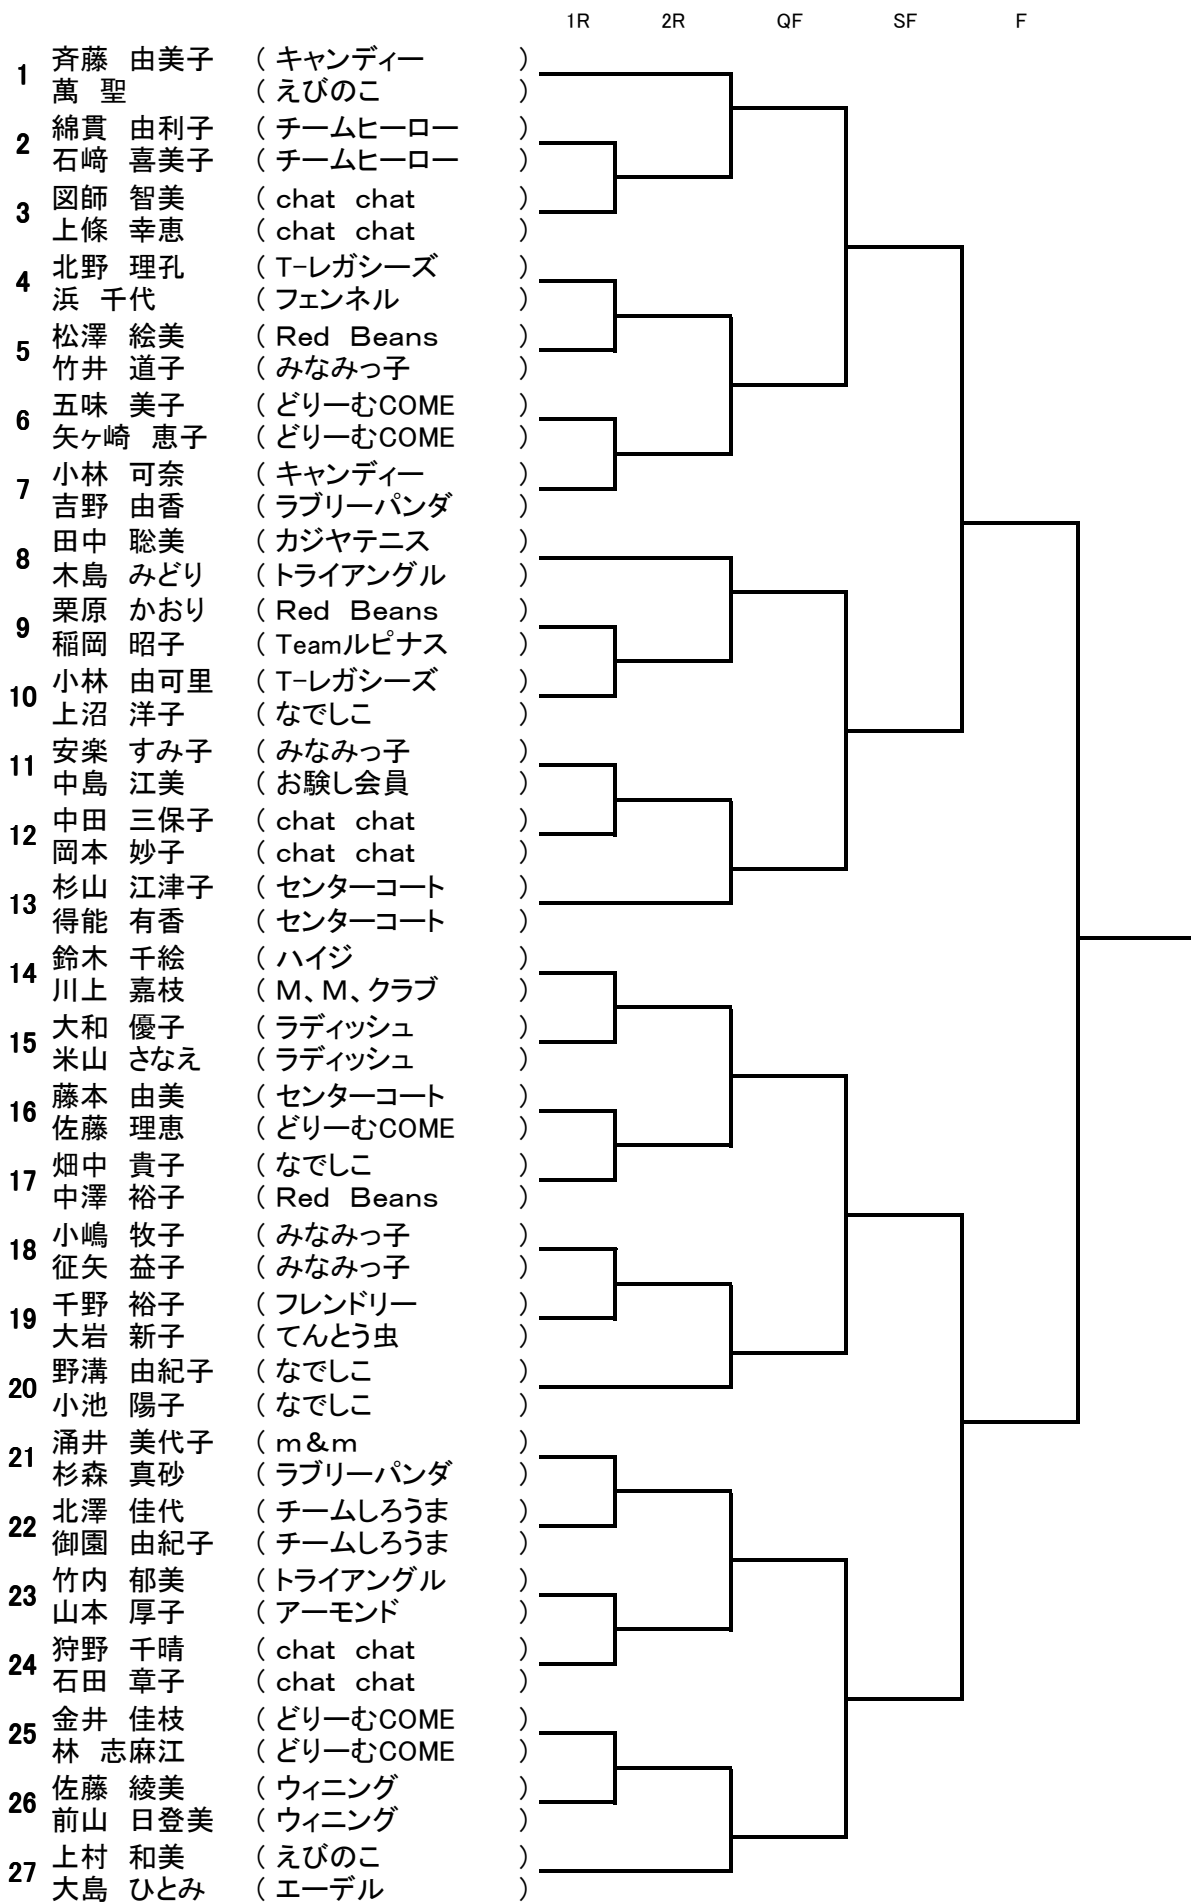 1R 2R QF SF F
1 斉藤 由美子 ( キャンディー )
萬 聖 ( えびのこ )
2 綿貫 由利子 ( チームヒーロー )
石﨑 喜美子 ( チームヒーロー )
3 図師 智美 ( chat chat )
上條 幸恵 ( chat chat )
4 北野 理孔 ( T-レガシーズ )
浜 千代 ( フェンネル )
5 松澤 絵美 ( Red Beans )
竹井 道子 ( みなみっ子 )
6 五味 美子 ( どりーむCOME )
矢ヶ崎 恵子 ( どりーむCOME )
7 小林 可奈 ( キャンディー )
吉野 由香 ( ラブリーパンダ )
8 田中 聡美 ( カジヤテニス )
木島 みどり ( トライアングル )
9 栗原 かおり ( Red Beans )
稲岡 昭子 ( Teamルピナス )
10 小林 由可里 ( T-レガシーズ )
上沼 洋子 ( なでしこ )
11 安楽 すみ子 ( みなみっ子 )
中島 江美 ( お験し会員 )
12 中田 三保子 ( chat chat )
岡本 妙子 ( chat chat )
13 杉山 江津子 ( センターコート )
得能 有香 ( センターコート )
14 鈴木 千絵 ( ハイジ )
川上 嘉枝 ( M、M、クラブ )
15 大和 優子 ( ラディッシュ )
米山 さなえ ( ラディッシュ )
16 藤本 由美 ( センターコート )
佐藤 理恵 ( どりーむCOME )
17 畑中 貴子 ( なでしこ )
中澤 裕子 ( Red Beans )
18 小嶋 牧子 ( みなみっ子 )
征矢 益子 ( みなみっ子 )
19 千野 裕子 ( フレンドリー )
大岩 新子 ( てんとう虫 )
20 野溝 由紀子 ( なでしこ )
小池 陽子 ( なでしこ )
21 涌井 美代子 ( m&m )
杉森 真砂 ( ラブリーパンダ )
22 北澤 佳代 ( チームしろうま )
御園 由紀子 ( チームしろうま )
23 竹内 郁美 ( トライアングル )
山本 厚子 ( アーモンド )
24 狩野 千晴 ( chat chat )
石田 章子 ( chat chat )
25 金井 佳枝 ( どりーむCOME )
林 志麻江 ( どりーむCOME )
26 佐藤 綾美 ( ウィニング )
前山 日登美 ( ウィニング )
27 上村 和美 ( えびのこ )
大島 ひとみ ( エーデル )